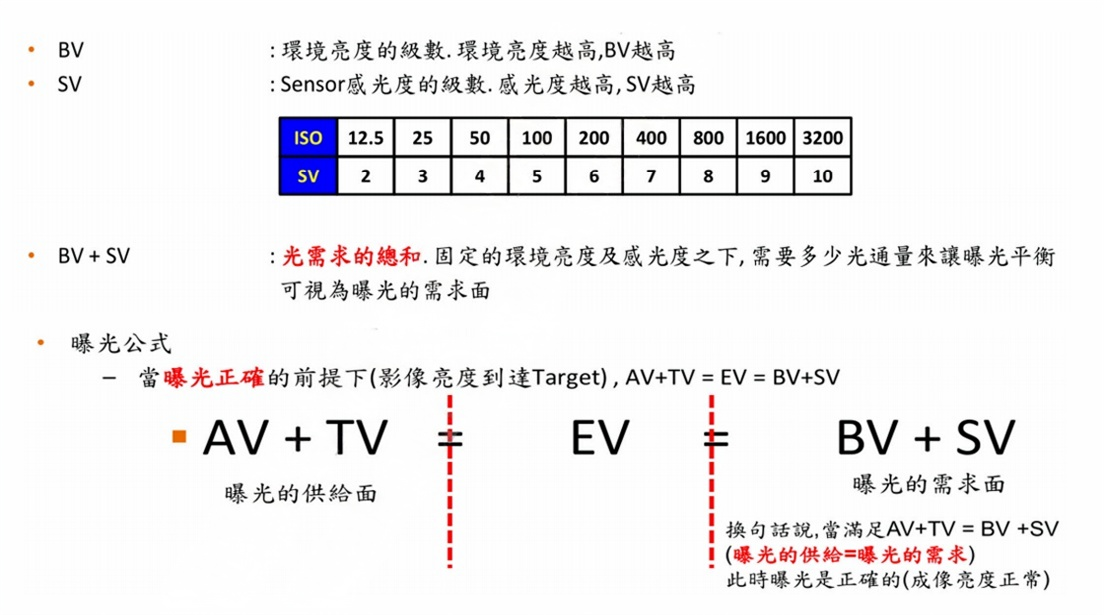 • BV : 環境亮度的級數. 環境亮度越高,BV越高
• SV : Sensor感光度的級數. 感光度越高, SV越高
ISO 12.5 25 50 100 200 400 800 1600 3200
SV 2 3 4 5 6 7 8 9 10
• BV + SV : 光需求的總和. 固定的環境亮度及感光度之下, 需要多少光通量來讓曝光平衡
可視為曝光的需求面
• 曝光公式
– 當曝光正確的前提下(影像亮度到達Target) , AV+TV = EV = BV+SV
▪ AV + TV = EV = BV + SV
曝光的供給面 曝光的需求面
換句話說,當滿足AV+TV = BV +SV
(曝光的供給=曝光的需求)
此時曝光是正確的(成像亮度正常)